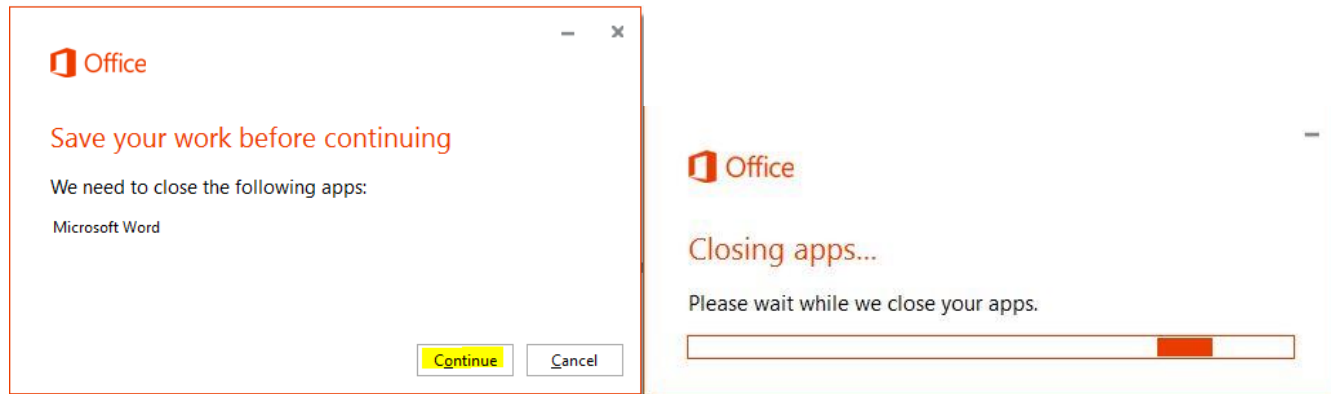 Office
Save your work before continuing
We need to close the following apps:
Microsoft Word
Continue
Cancel
Office
Closing apps...
Please wait while we close your apps.